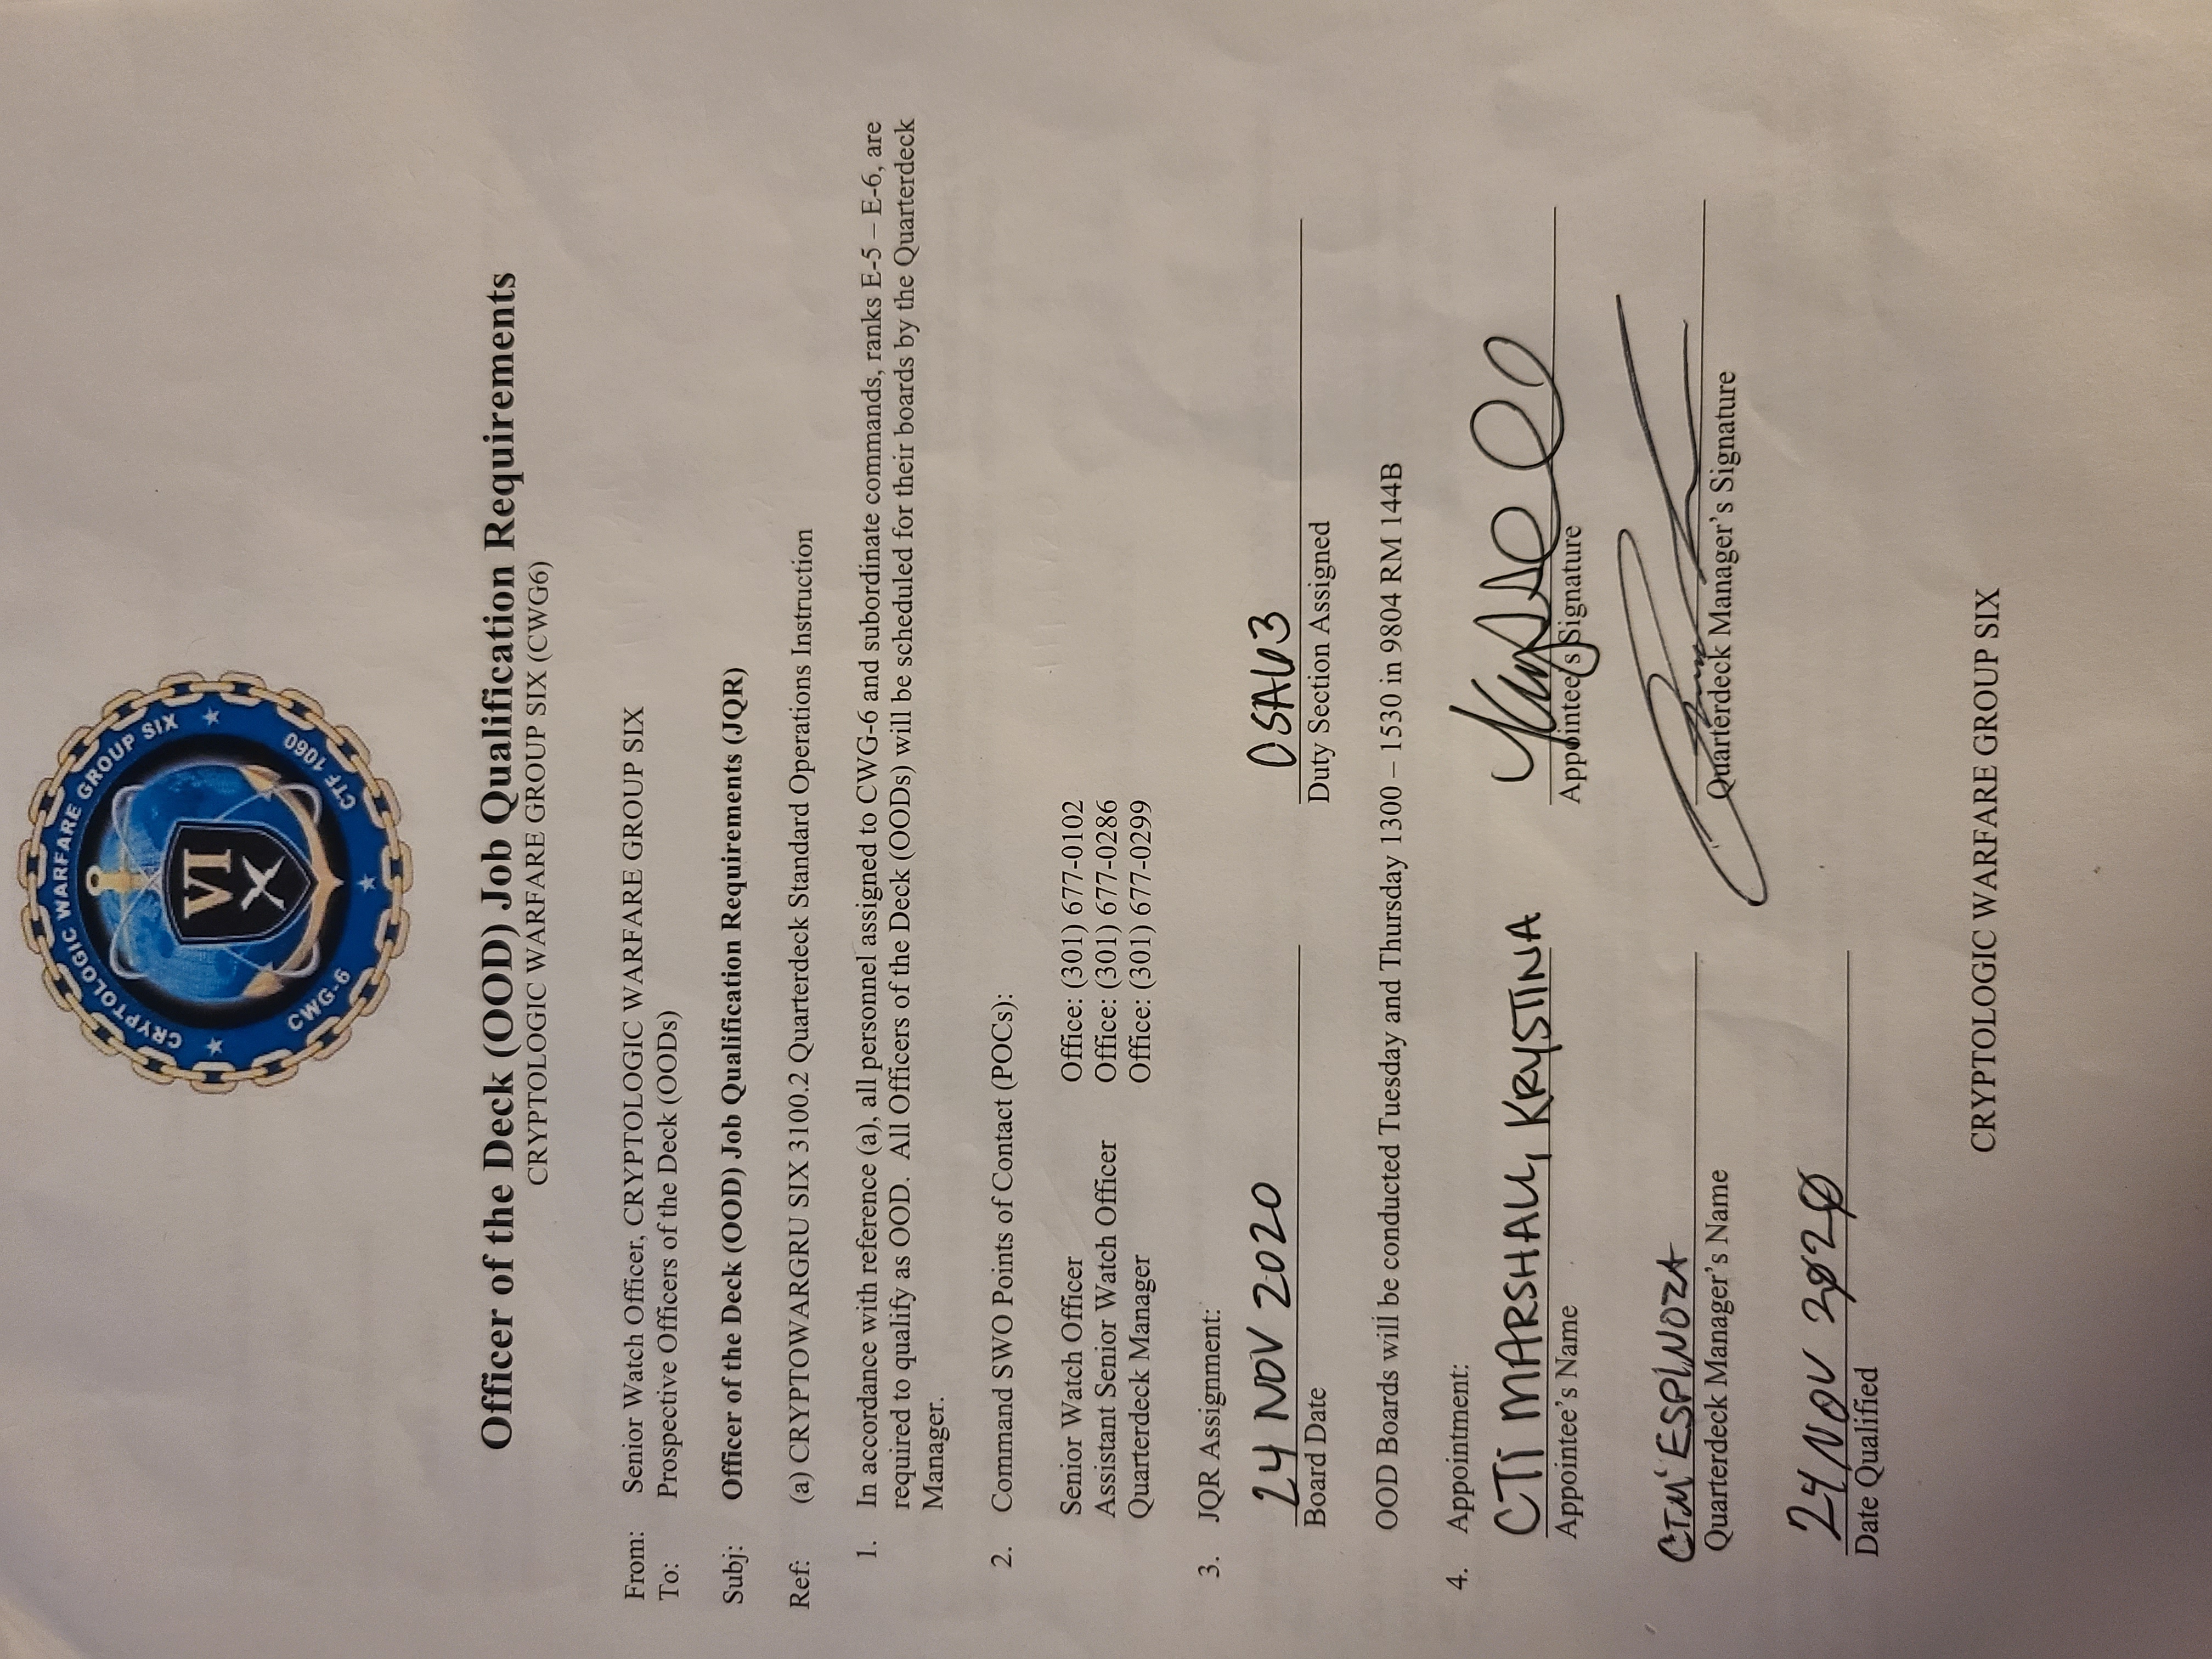 CRYPTOLOGIC WARFARE GROUP SIX
VI
CWG-6
CTF 1060
Officer of the Deck (OOD) Job Qualification Requirements
CRYPTOLOGIC WARFARE GROUP SIX (CWG6)
From: Senior Watch Officer, CRYPTOLOGIC WARFARE GROUP SIX
To: Prospective Officers of the Deck (OODs)
Subj: Officer of the Deck (OOD) Job Qualification Requirements (JQR)
Ref: (a) CRYPTOWARGRU SIX 3100.2 Quarterdeck Standard Operations Instruction
1. In accordance with reference (a), all personnel assigned to CWG-6 and subordinate commands, ranks E-5 – E-6, are
required to qualify as OOD. All Officers of the Deck (OODs) will be scheduled for their boards by the Quarterdeck
Manager.
2. Command SWO Points of Contact (POCs):
Senior Watch Officer Office: (301) 677-0102
Assistant Senior Watch Officer Office: (301) 677-0286
Quarterdeck Manager Office: (301) 677-0299
3. JQR Assignment:
24 NOV 2020
Board Date Duty Section Assigned
OOD Boards will be conducted Tuesday and Thursday 1300 – 1530 in 9804 RM 144B
4. Appointment:
MARSHALL, KRYSTINA
Appointee's Name Appointee's Signature
ESPINOZA
Quarterdeck Manager's Name Quarterdeck Manager's Signature
24 NOV 2020
Date Qualified
CRYPTOLOGIC WARFARE GROUP SIX